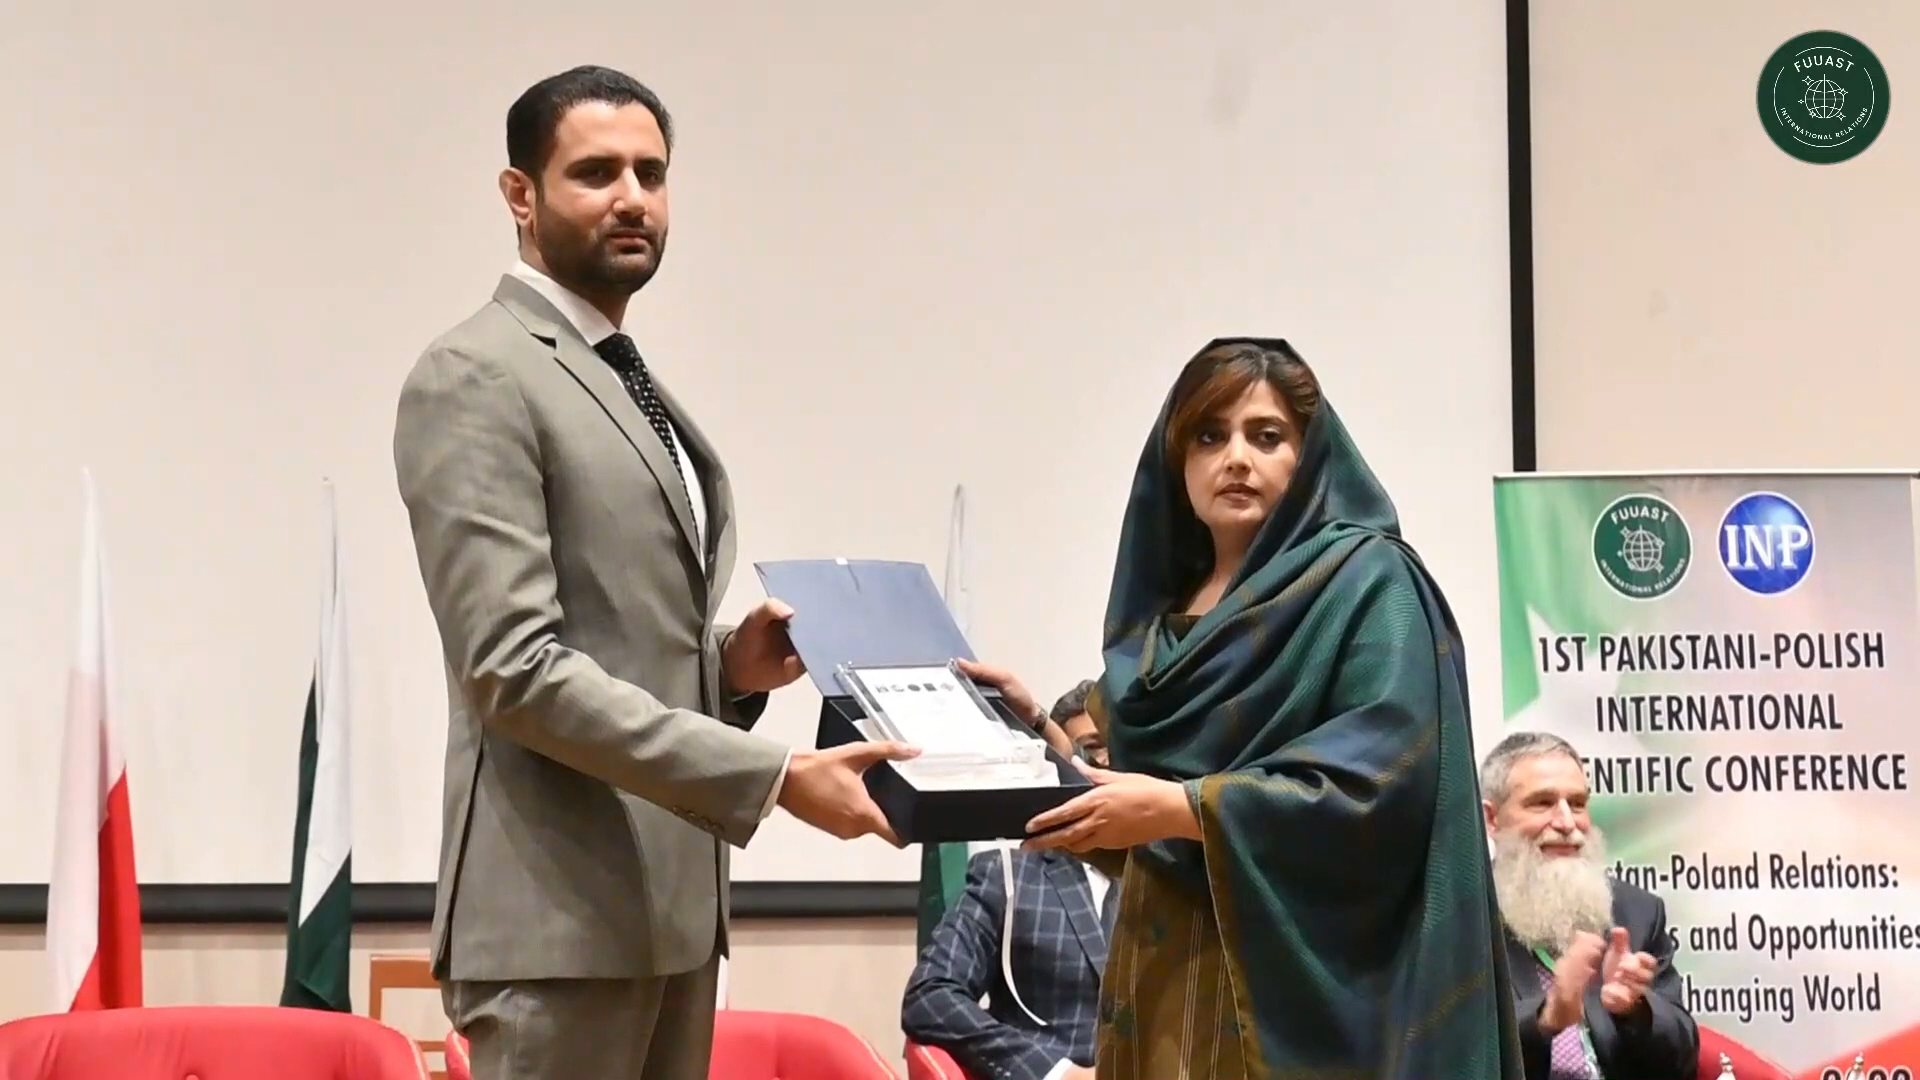 FUUAST
INTERNATIONAL RELATIONS
FUUAST
INTERNATIONAL RELATIONS
INP
1ST PAKISTANI-POLISH
INTERNATIONAL
ENTIFIC CONFERENCE
stan-Poland Relations:
s and Opportunities
Changing World